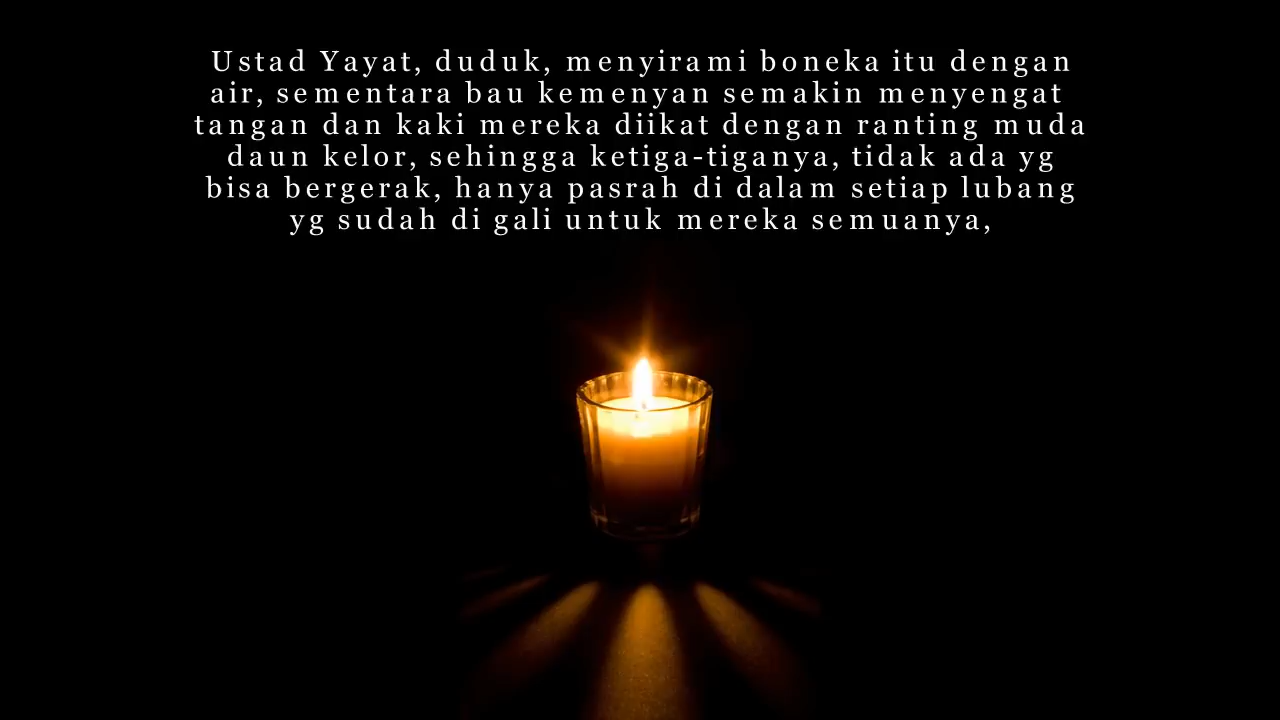 Ustad Yayat, duduk, menyirami boneka itu dengan
air, sementara bau kemenyan semakin menyengat
tangan dan kaki mereka diikat dengan ranting muda
daun kelor, sehingga ketiga-tiganya, tidak ada yg
bisa bergerak, hanya pasrah di dalam setiap lubang
yg sudah di gali untuk mereka semuanya,